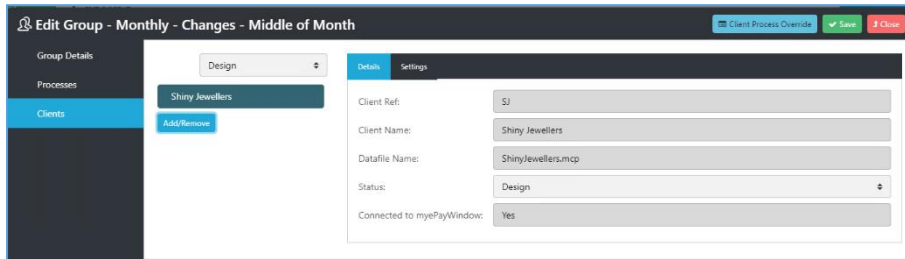 Edit Group - Monthly - Changes - Middle of Month
Client Process Override
Save
Close
Group Details
Processes
Clients
Design
Shiny Jewellers
Add/Remove
Details Settings
Client Ref: SJ
Client Name: Shiny Jewellers
Datafile Name: ShinyJewellers.mcp
Status: Design
Connected to myePayWindow: Yes